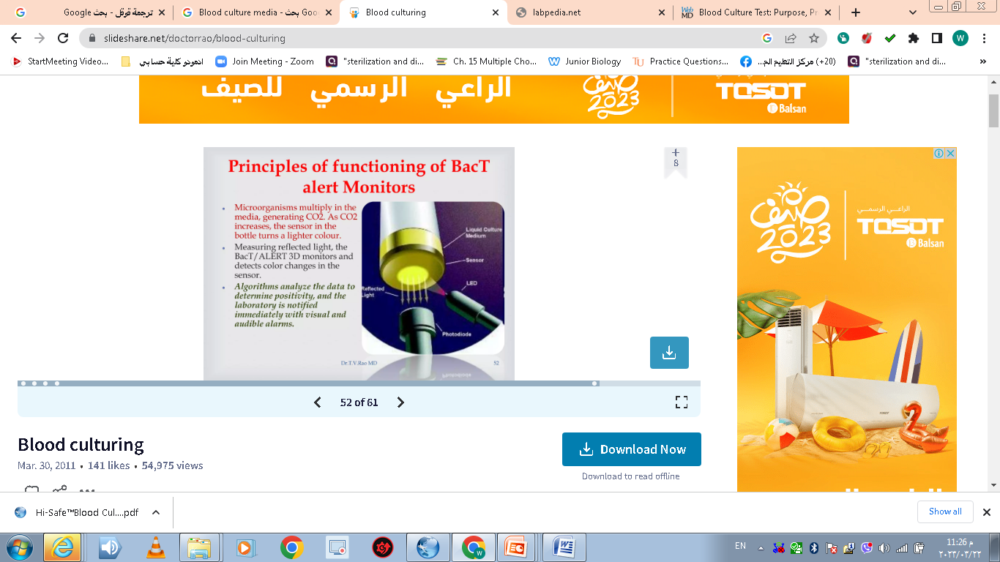 Google ترجمة قوقل - بحث
Blood culture media - بحث Goo
Blood culturing
labpedia.net
Web MD Blood Culture Test: Purpose, Pr
slideshare.net/doctorrao/blood-culturing
W
StartMeeting Video...
Join Meeting - Zoom
"sterilization and di...
Ch. 15 Multiple Cho...
Junior Biology
TU Practice Questions...
(+20) مركز التعليم الم...
"sterilization and di...
»
الراعي الرسمي للصيف
صيف 2023
TOSOT
Balsan
Principles of functioning of BacT
alert Monitors
• Microorganisms multiply in the
media, generating CO2. As CO2
increases, the sensor in the
bottle turns a lighter colour.
• Measuring reflected light, the
BacT/ALERT 3D monitors and
detects color changes in the
sensor.
• Algorithms analyze the data to
determine positivity, and the
laboratory is notified
immediately with visual and
audible alarms.
Liquid Culture
Medium
Sensor
LED
Reflected
Light
Photodiode
Dr.T.V.Rao MD
52
8
52 of 61
Blood culturing
Mar. 30, 2011 • 141 likes • 54,975 views
Download Now
Download to read offline
صيف 2023
الراعي الرسمي
TOSOT
Balsan
Hi-Safe™Blood Cul....pdf
Show all
EN
11:26 م
٢٠٢٣/٠٣/٢٢